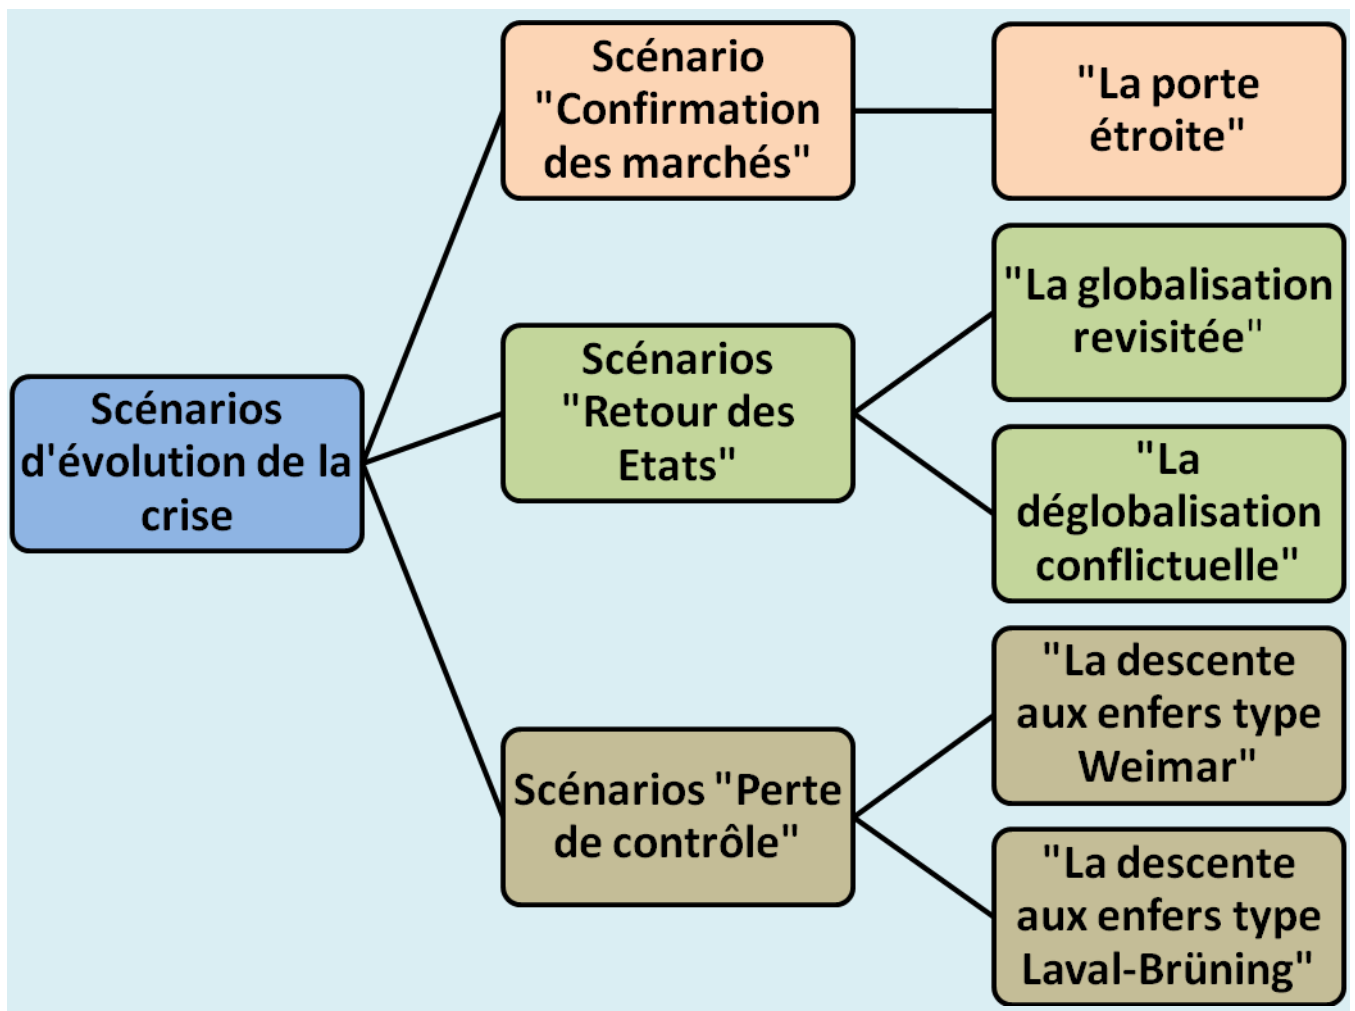 Scénarios
d'évolution de la
crise
Scénario
"Confirmation
des marchés"
"La porte
étroite"
Scénarios
"Retour des
Etats"
"La globalisation
revisitée"
"La
déglobalisation
conflictuelle"
Scénarios "Perte
de contrôle"
"La descente
aux enfers type
Weimar"
"La descente
aux enfers type
Laval-Brüning"